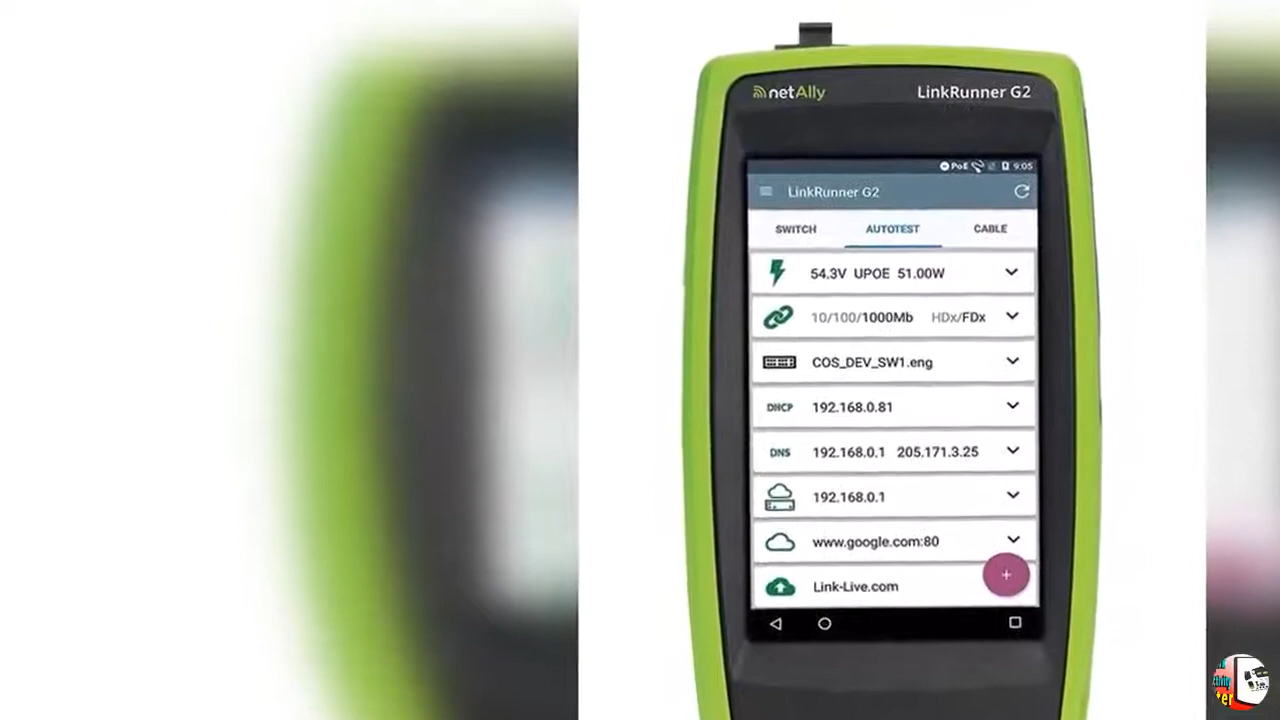 netAlly
LinkRunner G2
PoE 9:05
LinkRunner G2
SWITCH AUTOTEST CABLE
54.3V UPOE 51.00W
10/100/1000Mb HDx/FDx
COS_DEV_SW1.eng
DHCP 192.168.0.81
DNS 192.168.0.1 205.171.3.25
192.168.0.1
www.google.com:80
+
Link-Live.com